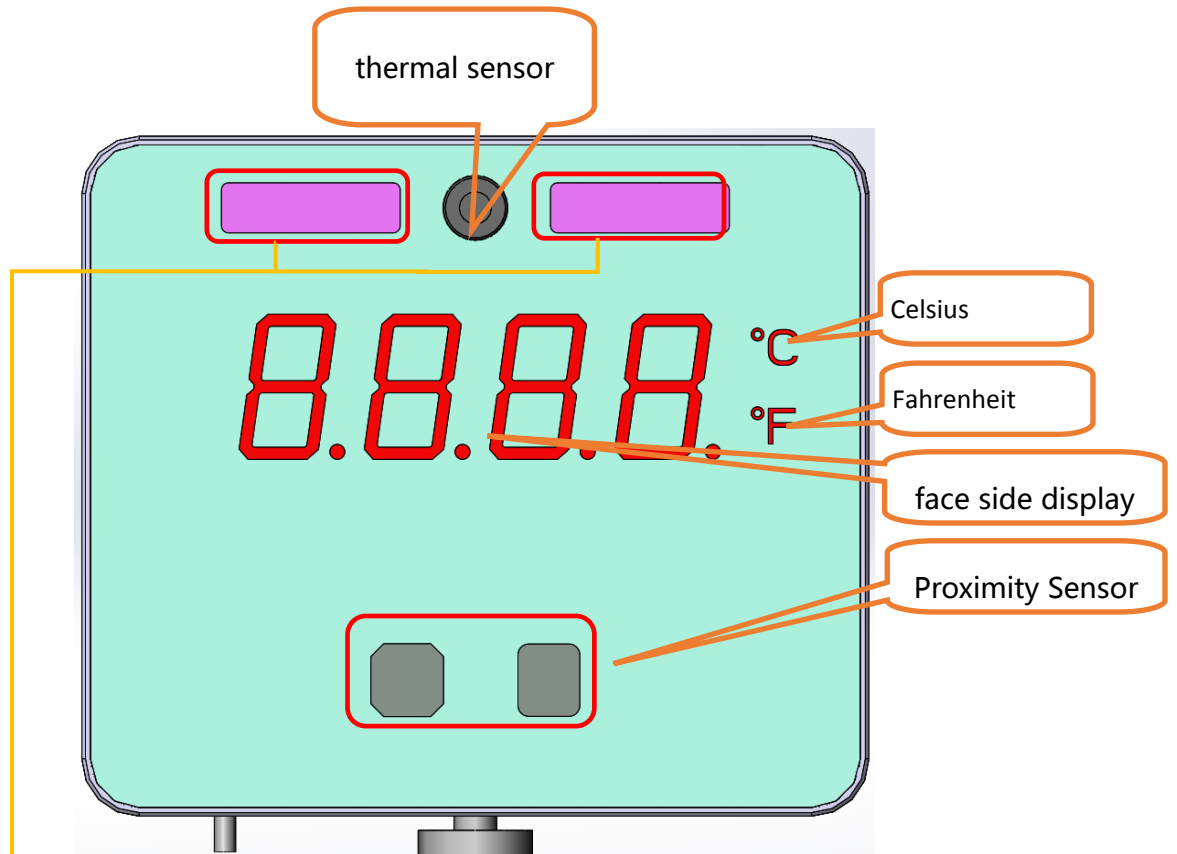 thermal sensor
8.8.8.8.
°C
Celsius
°F
Fahrenheit
face side display
Proximity Sensor